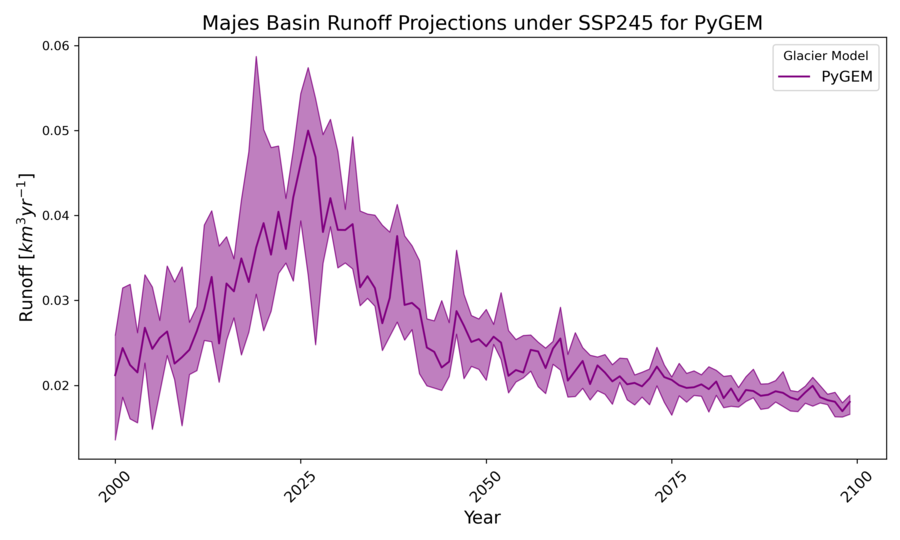 Majes Basin Runoff Projections under SSP245 for PyGEM
Glacier Model
PyGEM
Runoff [km³yr⁻¹]
0.06
0.05
0.04
0.03
0.02
2000
2025
2050
2075
2100
Year